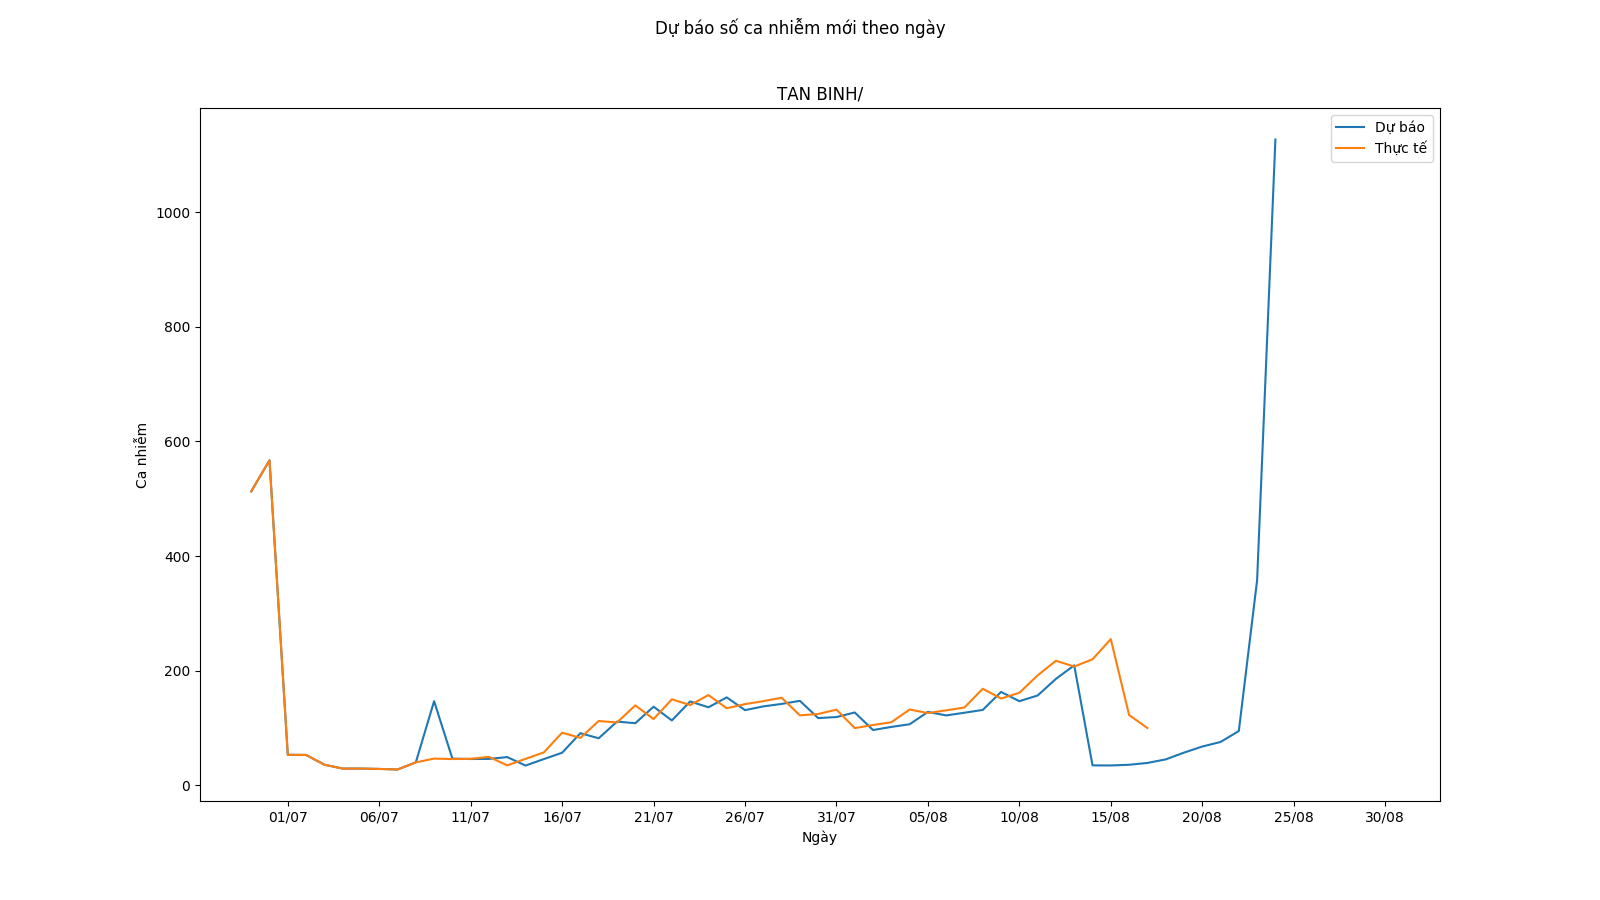 Dự báo số ca nhiễm mới theo ngày
TAN BINH/
Dự báo
Thực tế
1000
800
600
400
200
0
Ca nhiễm
01/07 06/07 11/07 16/07 21/07 26/07 31/07 05/08 10/08 15/08 20/08 25/08 30/08
Ngày